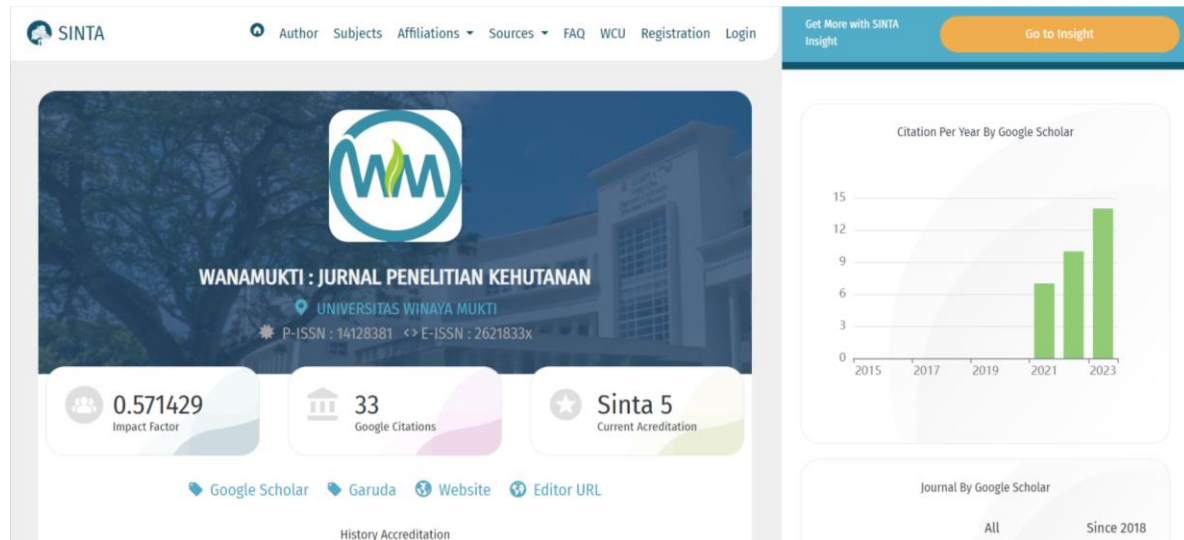 SINTA
Author Subjects Affiliations Sources FAQ WCU Registration Login
Get More with SINTA
Insight
Go to Insight
WM
WANAMUKTI : JURNAL PENELITIAN KEHUTANAN
UNIVERSITAS WINAYA MUKTI
P-ISSN : 14128381 <> E-ISSN : 2621833x
0.571429
Impact Factor
33
Google Citations
Sinta 5
Current Acreditation
Google Scholar Garuda Website Editor URL
History Accreditation
Citation Per Year By Google Scholar
15
12
9
6
3
0
2015 2017 2019 2021 2023
Journal By Google Scholar
All Since 2018